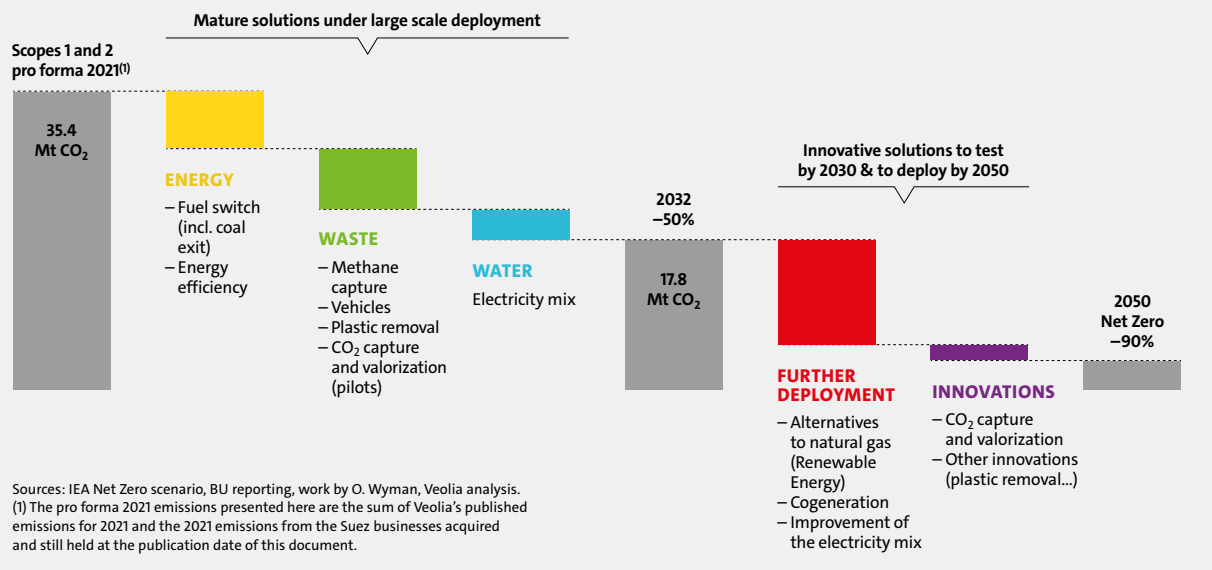 Mature solutions under large scale deployment
Scopes 1 and 2
pro forma 2021(1)
35.4
Mt CO₂
ENERGY
– Fuel switch
(incl. coal
exit)
– Energy
efficiency
WASTE
– Methane
capture
– Vehicles
– Plastic removal
– CO₂ capture
and valorization
(pilots)
WATER
Electricity mix
2032
–50%
17.8
Mt CO₂
Innovative solutions to test
by 2030 & to deploy by 2050
FURTHER
DEPLOYMENT
– Alternatives
to natural gas
(Renewable
Energy)
– Cogeneration
– Improvement of
the electricity mix
INNOVATIONS
– CO₂ capture
and valorization
– Other innovations
(plastic removal...)
2050
Net Zero
–90%
Sources: IEA Net Zero scenario, BU reporting, work by O. Wyman, Veolia analysis.
(1) The pro forma 2021 emissions presented here are the sum of Veolia's published
emissions for 2021 and the 2021 emissions from the Suez businesses acquired
and still held at the publication date of this document.